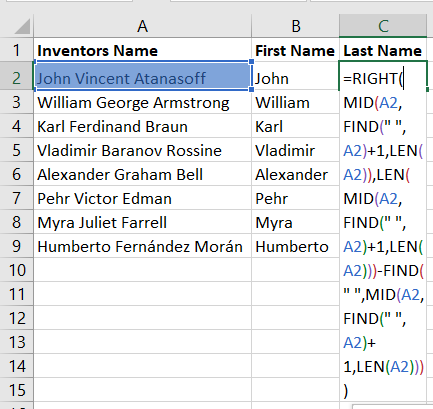 A B C
1 Inventors Name First Name Last Name
2 John Vincent Atanasoff John =RIGHT(
3 William George Armstrong William MID(A2,
4 Karl Ferdinand Braun Karl FIND(" ",
5 Vladimir Baranov Rossine Vladimir A2)+1,LEN(
6 Alexander Graham Bell Alexander A2)),LEN(
7 Pehr Victor Edman Pehr MID(A2,
8 Myra Juliet Farrell Myra FIND(" ",
9 Humberto Fernández Morán Humberto A2)+1,LEN(
10 A2)))-FIND(
11 " ",MID(A2,
12 FIND(" ",
13 A2)+
14 1,LEN(A2)))
15 )